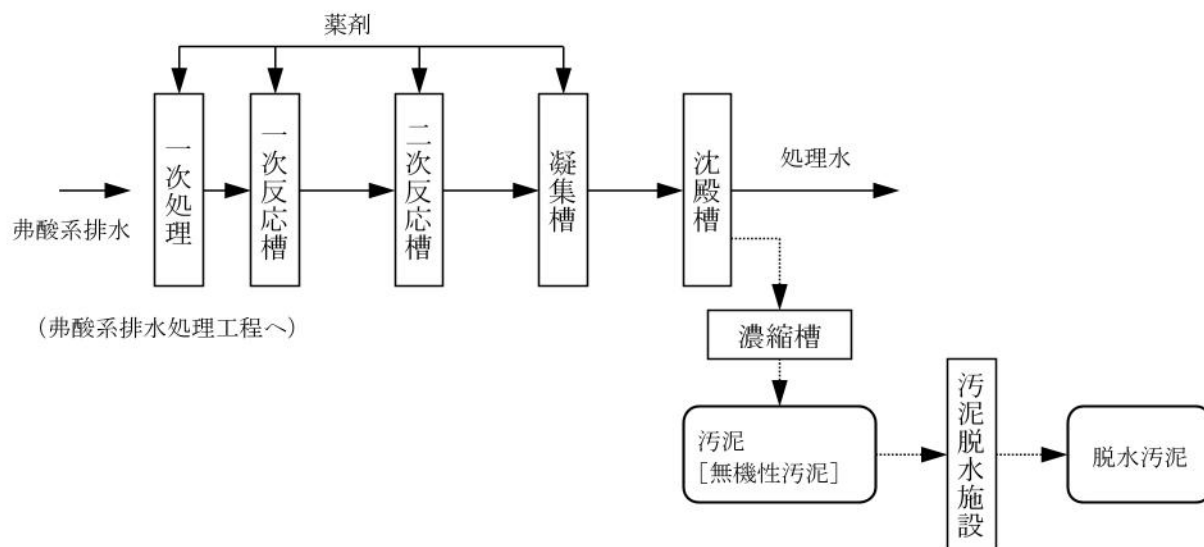 薬剤
弗酸系排水
一次処理
一次反応槽
二次反応槽
凝集槽
沈殿槽
処理水
（弗酸系排水処理工程へ）
濃縮槽
汚泥
［無機性汚泥］
汚泥脱水施設
脱水汚泥